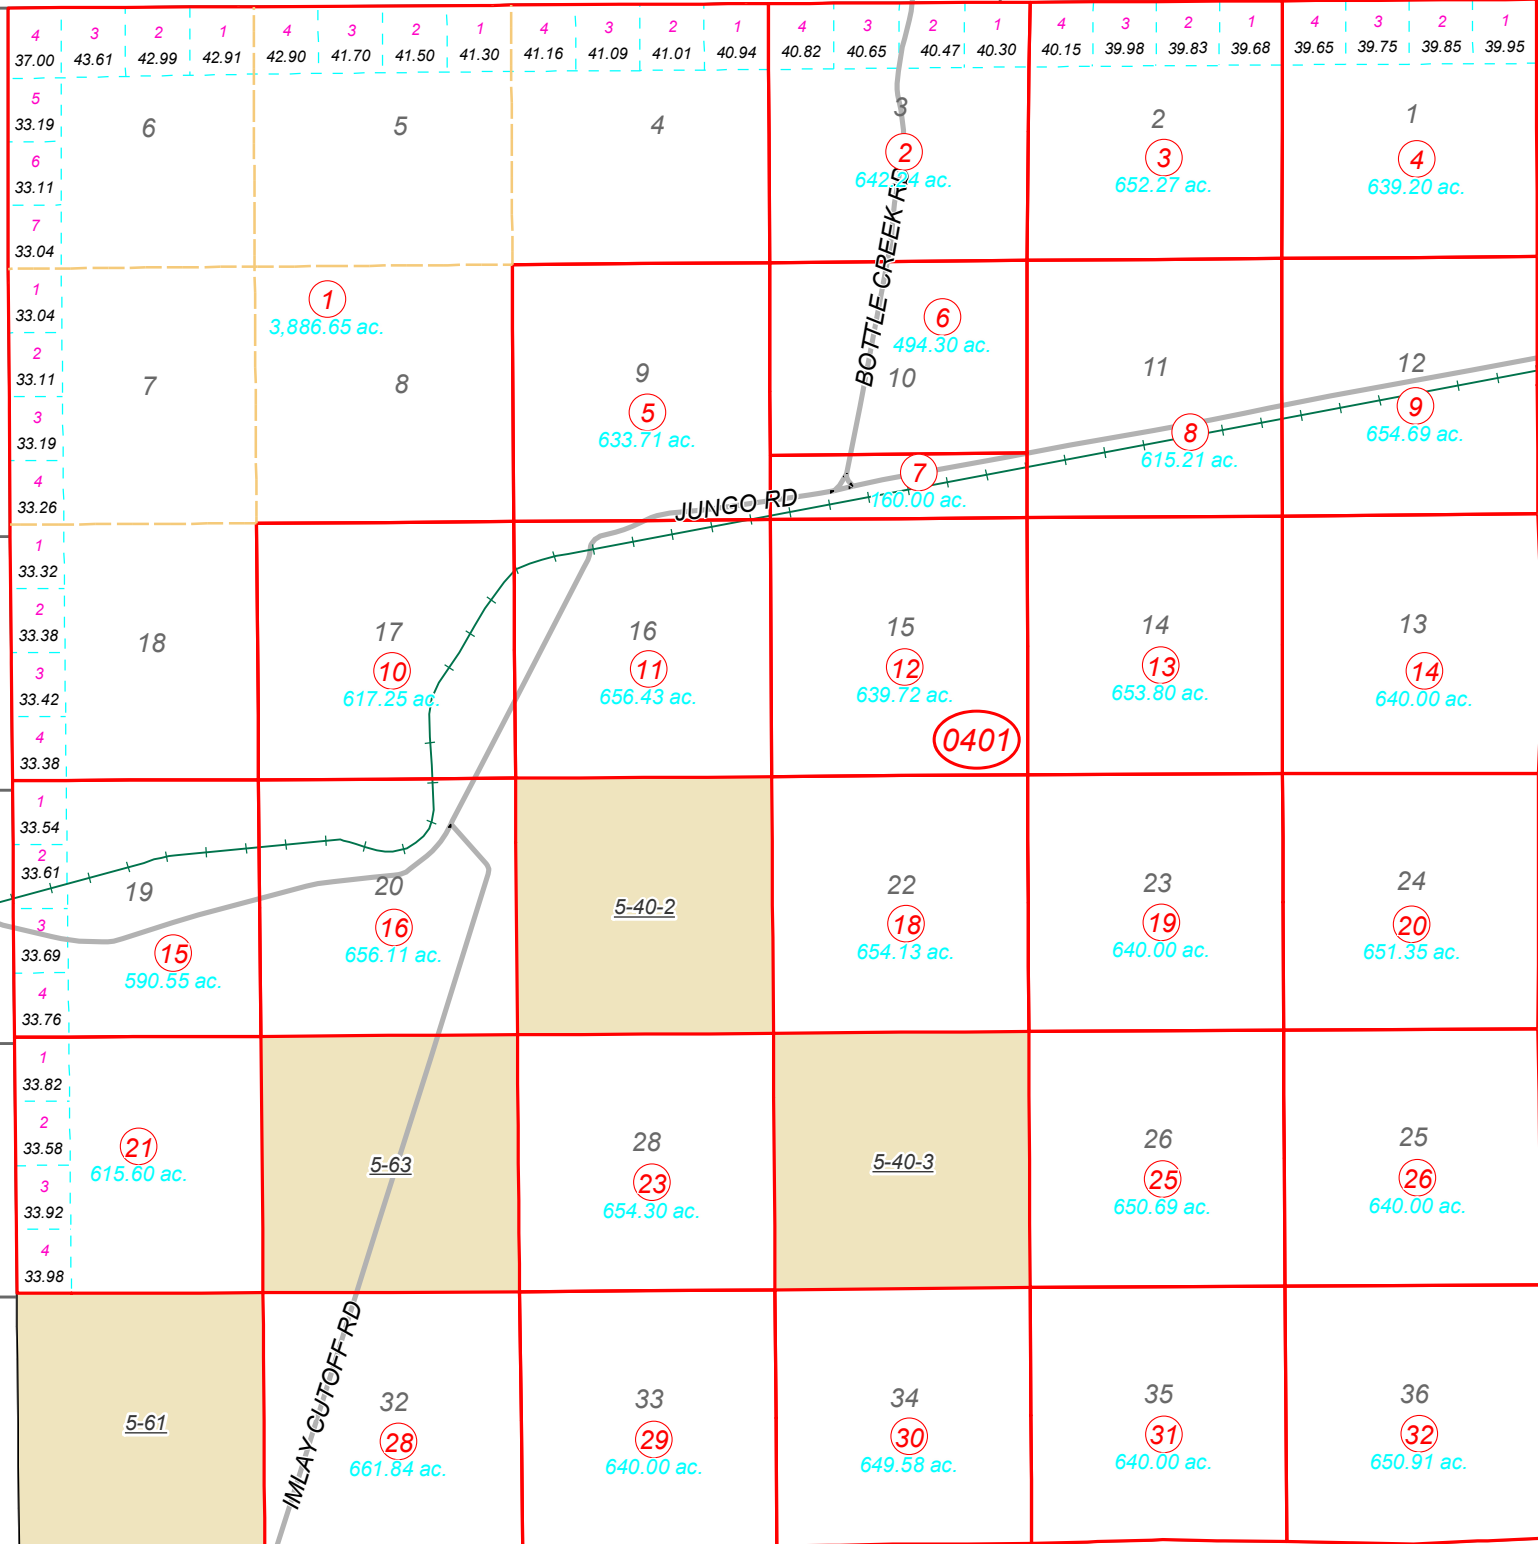 4 3 2 1 4 3 2 1 4 3 2 1 4 3 2 1 4 3 2 1 4 3 2 1
37.00 43.61 42.99 42.91 42.90 41.70 41.50 41.30 41.16 41.09 41.01 40.94 40.82 40.65 40.47 40.30 40.15 39.98 39.83 39.68 39.65 39.75 39.85 39.95
5
33.19
6 5 4 3 2 1
2 3 4
6
33.11
642.24 ac. 652.27 ac. 639.20 ac.
7
33.04
BOTTLE CREEK RD
1
33.04
1 6
3,886.65 ac. 494.30 ac.
2
33.11
7 8 9 10 11 12
3
33.19
5 8 9
633.71 ac. 615.21 ac. 654.69 ac.
4
33.26
7
160.00 ac.
JUNGO RD
1
33.32
2
33.38
18 17 16 15 14 13
3
33.42
10 11 12 13 14
617.25 ac. 656.43 ac. 639.72 ac. 653.80 ac. 640.00 ac.
4
33.38
0401
1
33.54
2
33.61
19 20 5-40-2 22 23 24
3
33.69
15 16 18 19 20
590.55 ac. 656.11 ac. 654.13 ac. 640.00 ac. 651.35 ac.
4
33.76
1
33.82
2
33.58
21 28 26 25
615.60 ac. 5-63 5-40-3
3
33.92
23 25 26
654.30 ac. 650.69 ac. 640.00 ac.
4
33.98
IMLAY CUTOFF RD
5-61 32 33 34 35 36
28 29 30 31 32
661.84 ac. 640.00 ac. 649.58 ac. 640.00 ac. 650.91 ac.